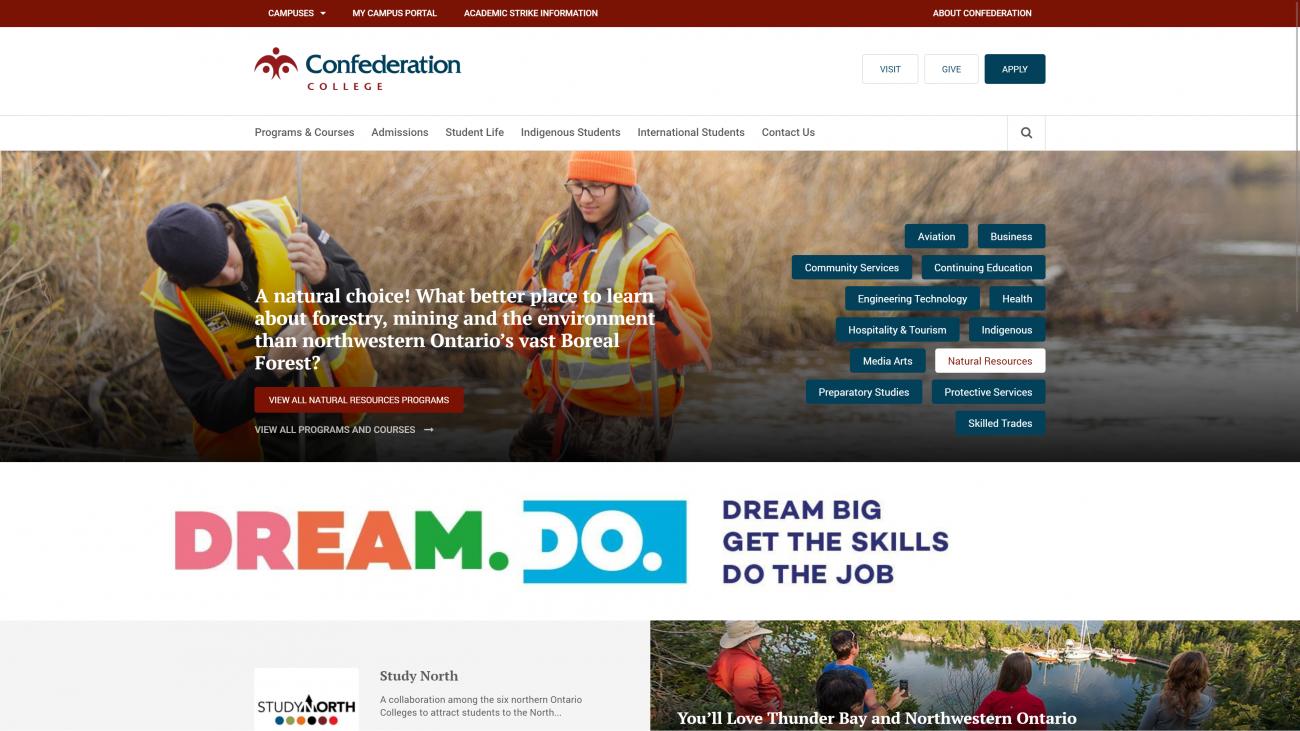 CAMPUSES MY CAMPUS PORTAL ACADEMIC STRIKE INFORMATION ABOUT CONFEDERATION
Confederation
COLLEGE
VISIT GIVE APPLY
Programs & Courses Admissions Student Life Indigenous Students International Students Contact Us
A natural choice! What better place to learn
about forestry, mining and the environment
than northwestern Ontario's vast Boreal
Forest?
VIEW ALL NATURAL RESOURCES PROGRAMS
VIEW ALL PROGRAMS AND COURSES
Aviation Business
Community Services Continuing Education
Engineering Technology Health
Hospitality & Tourism Indigenous
Media Arts Natural Resources
Preparatory Studies Protective Services
Skilled Trades
DREAM. DO.
DREAM BIG
GET THE SKILLS
DO THE JOB
STUDY NORTH
Study North
A collaboration among the six northern Ontario
Colleges to attract students to the North...
You'll Love Thunder Bay and Northwestern Ontario